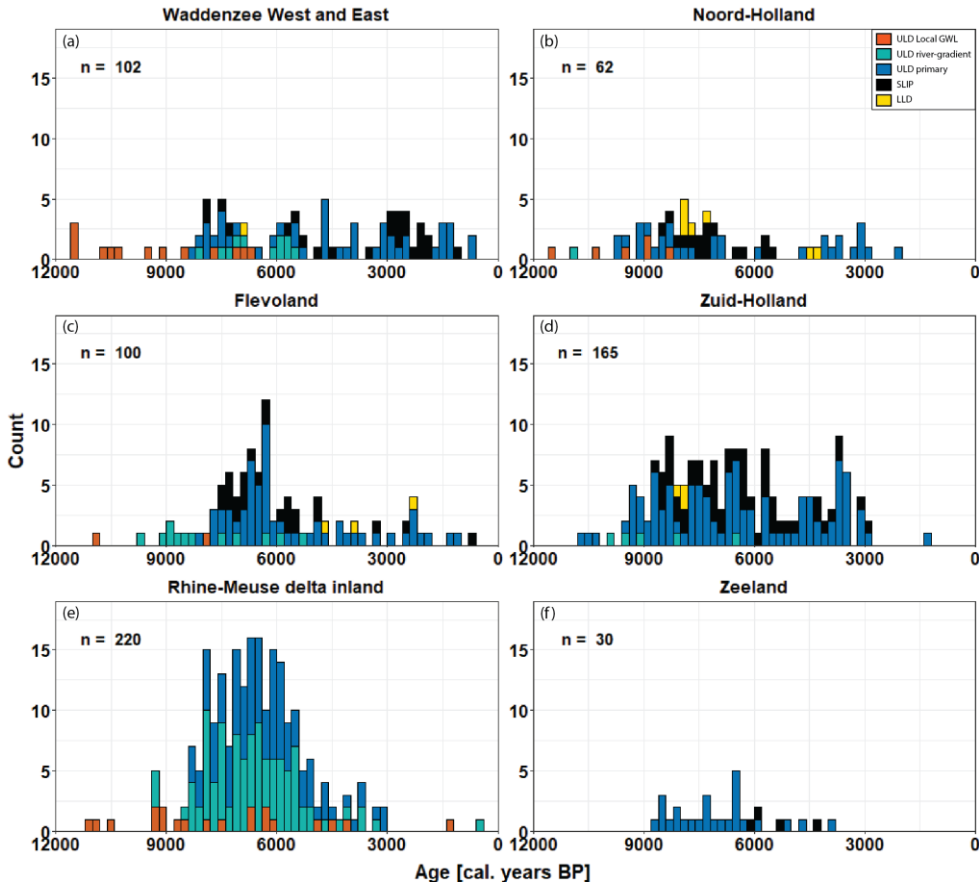 Waddenzee West and East
Noord-Holland
(a)
n = 102
15
10
5
0
12000 9000 6000 3000 0
(b)
n = 62
ULD Local GWL
ULD river-gradient
ULD primary
SLIP
LLD
15
10
5
0
12000 9000 6000 3000 0
Flevoland
Zuid-Holland
(c)
n = 100
15
10
5
0
12000 9000 6000 3000 0
(d)
n = 165
15
10
5
0
12000 9000 6000 3000 0
Count
Rhine-Meuse delta inland
Zeeland
(e)
n = 220
15
10
5
0
12000 9000 6000 3000 0
(f)
n = 30
15
10
5
0
12000 9000 6000 3000 0
Age [cal. years BP]